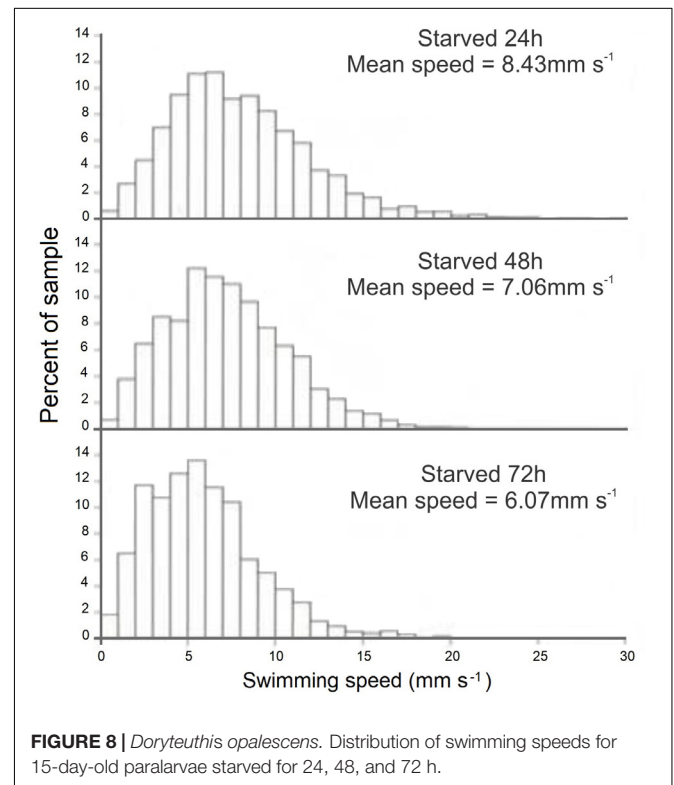 14
12
10
8
6
4
2
0
Starved 24h
Mean speed = 8.43mm s-1
14
12
10
8
6
4
2
0
Starved 48h
Mean speed = 7.06mm s-1
14
12
10
8
6
4
2
0
Starved 72h
Mean speed = 6.07mm s-1
Percent of sample
0 5 10 15 20 25 30
Swimming speed (mm s-1)
FIGURE 8 | Doryteuthis opalescens. Distribution of swimming speeds for
15-day-old paralarvae starved for 24, 48, and 72 h.